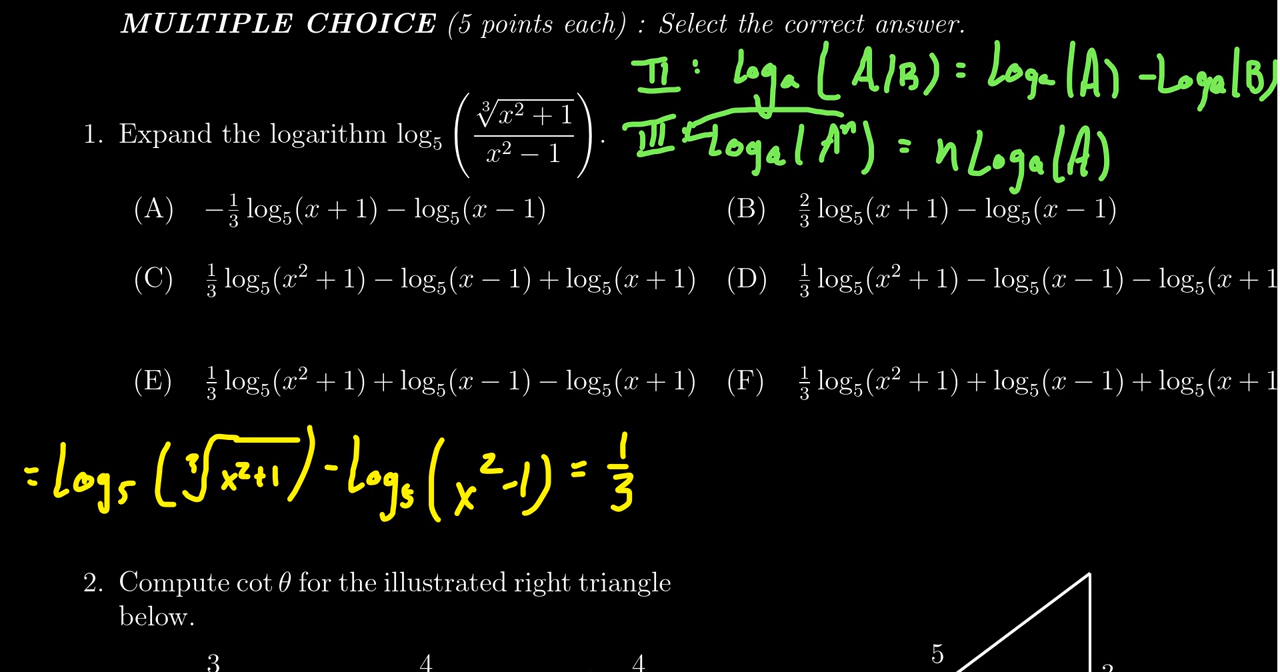 MULTIPLE CHOICE (5 points each) : Select the correct answer.
II : Loga(A/B) = Loga(A) - Loga(B)
1. Expand the logarithm log₅ (∛(x² + 1) / (x² − 1)).
III : Loga(Aⁿ) = n Loga(A)
(A) −1/3 log₅(x + 1) − log₅(x − 1)
(B) 2/3 log₅(x + 1) − log₅(x − 1)
(C) 1/3 log₅(x² + 1) − log₅(x − 1) + log₅(x + 1)
(D) 1/3 log₅(x² + 1) − log₅(x − 1) − log₅(x + 1
(E) 1/3 log₅(x² + 1) + log₅(x − 1) − log₅(x + 1)
(F) 1/3 log₅(x² + 1) + log₅(x − 1) + log₅(x + 1
= Log₅ (∛(x²+1)) - Log₅ (x²-1) = 1/3
2. Compute cot θ for the illustrated right triangle
below.
3 4 4
5